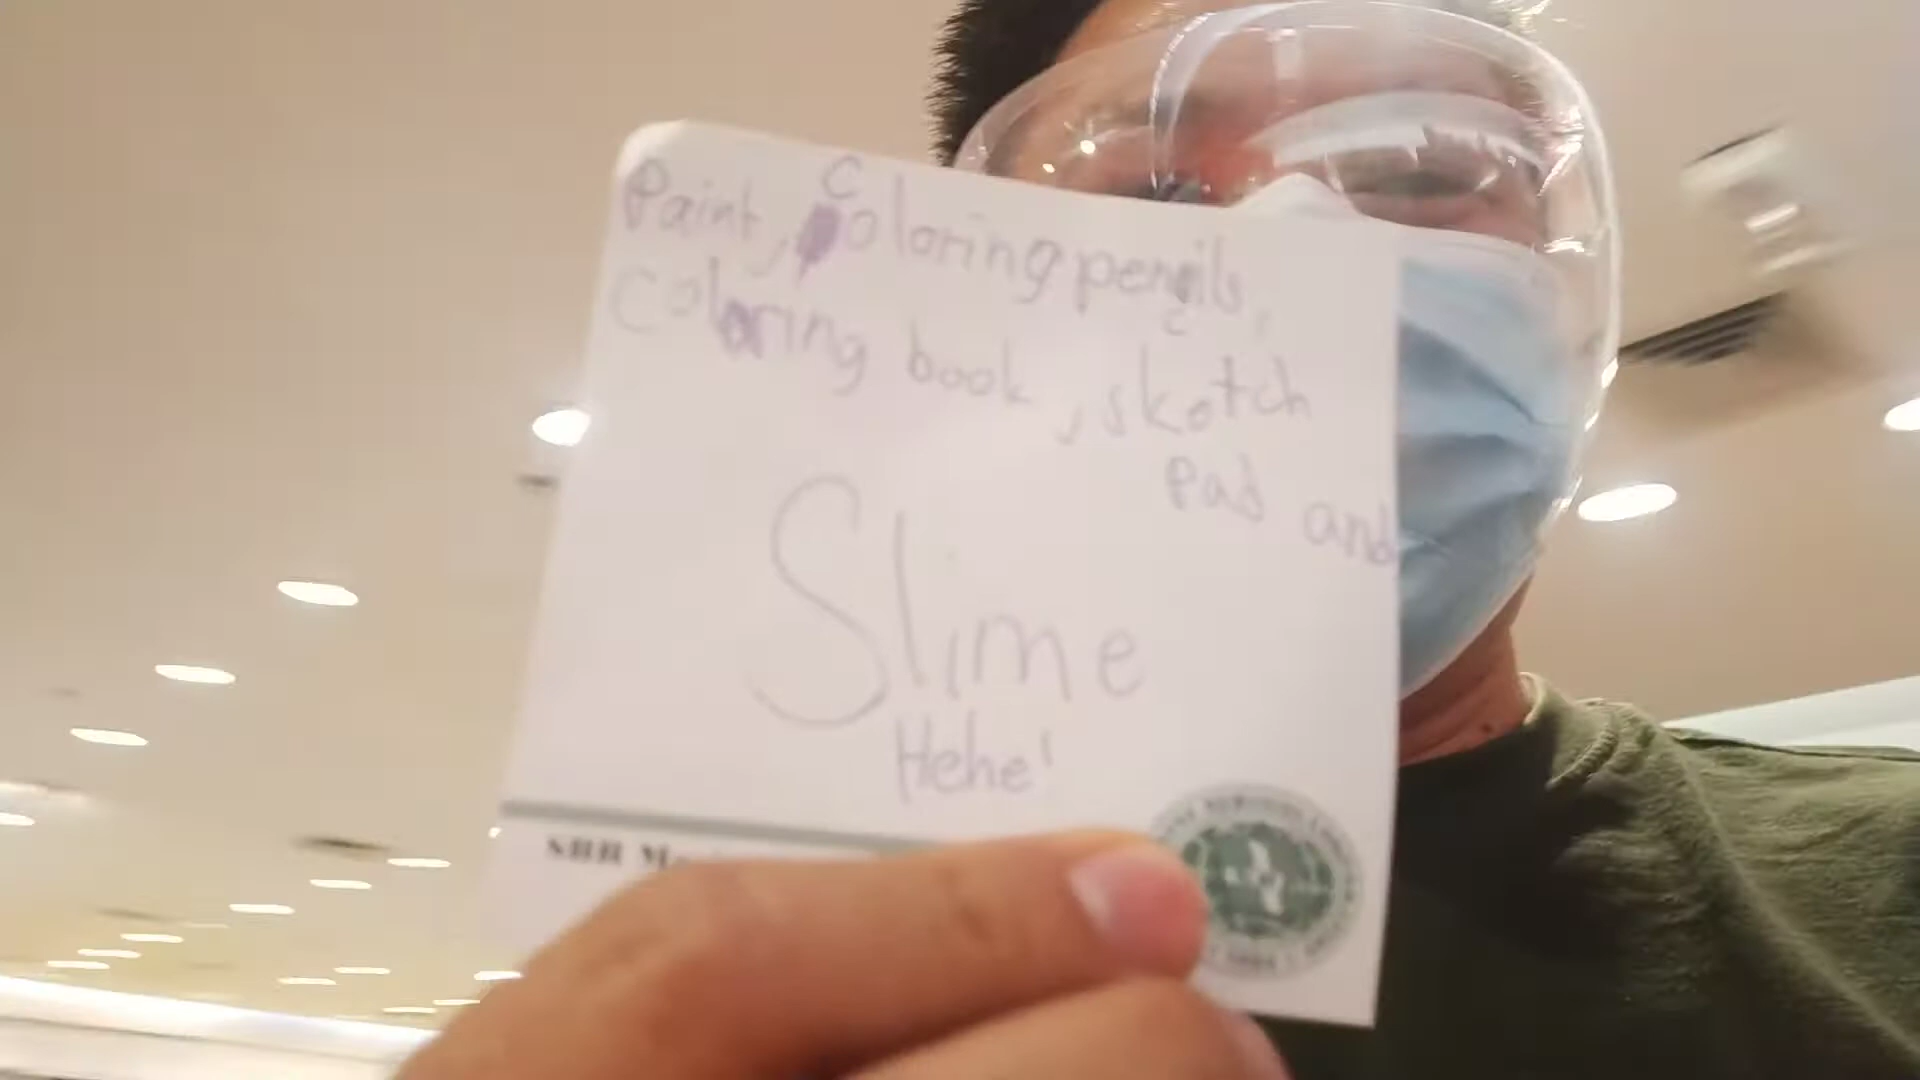 Paint, Coloring pencils,
Coloring book, sketch
Pad and
Slime
Hehe!